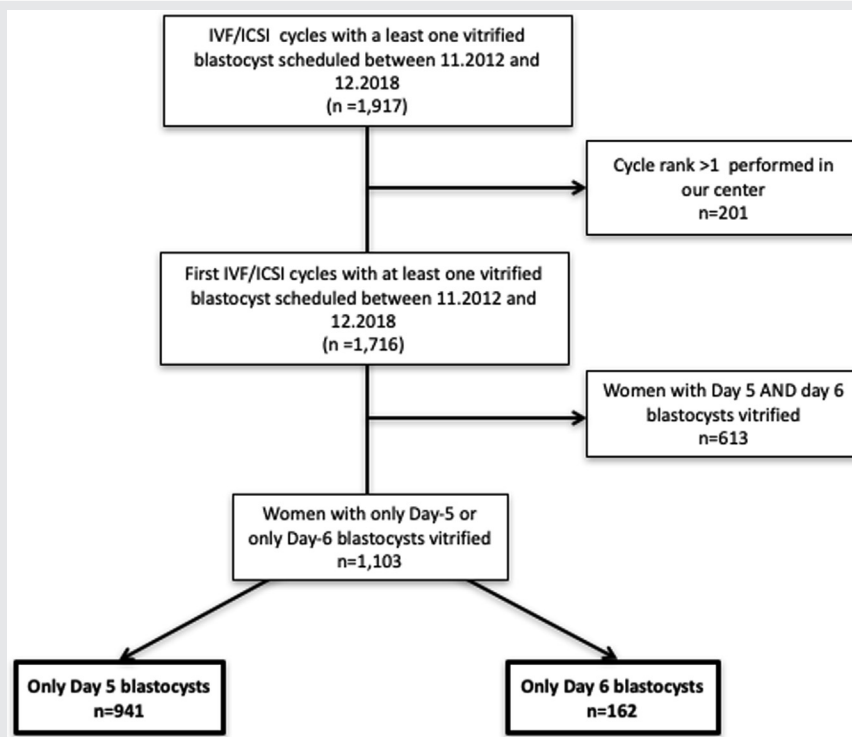 IVF/ICSI cycles with a least one vitrified
blastocyst scheduled between 11.2012 and
12.2018
(n =1,917)
Cycle rank >1 performed in
our center
n=201
First IVF/ICSI cycles with at least one vitrified
blastocyst scheduled between 11.2012 and
12.2018
(n =1,716)
Women with Day 5 AND day 6
blastocysts vitrified
n=613
Women with only Day-5 or
only Day-6 blastocysts vitrified
n=1,103
Only Day 5 blastocysts
n=941
Only Day 6 blastocysts
n=162